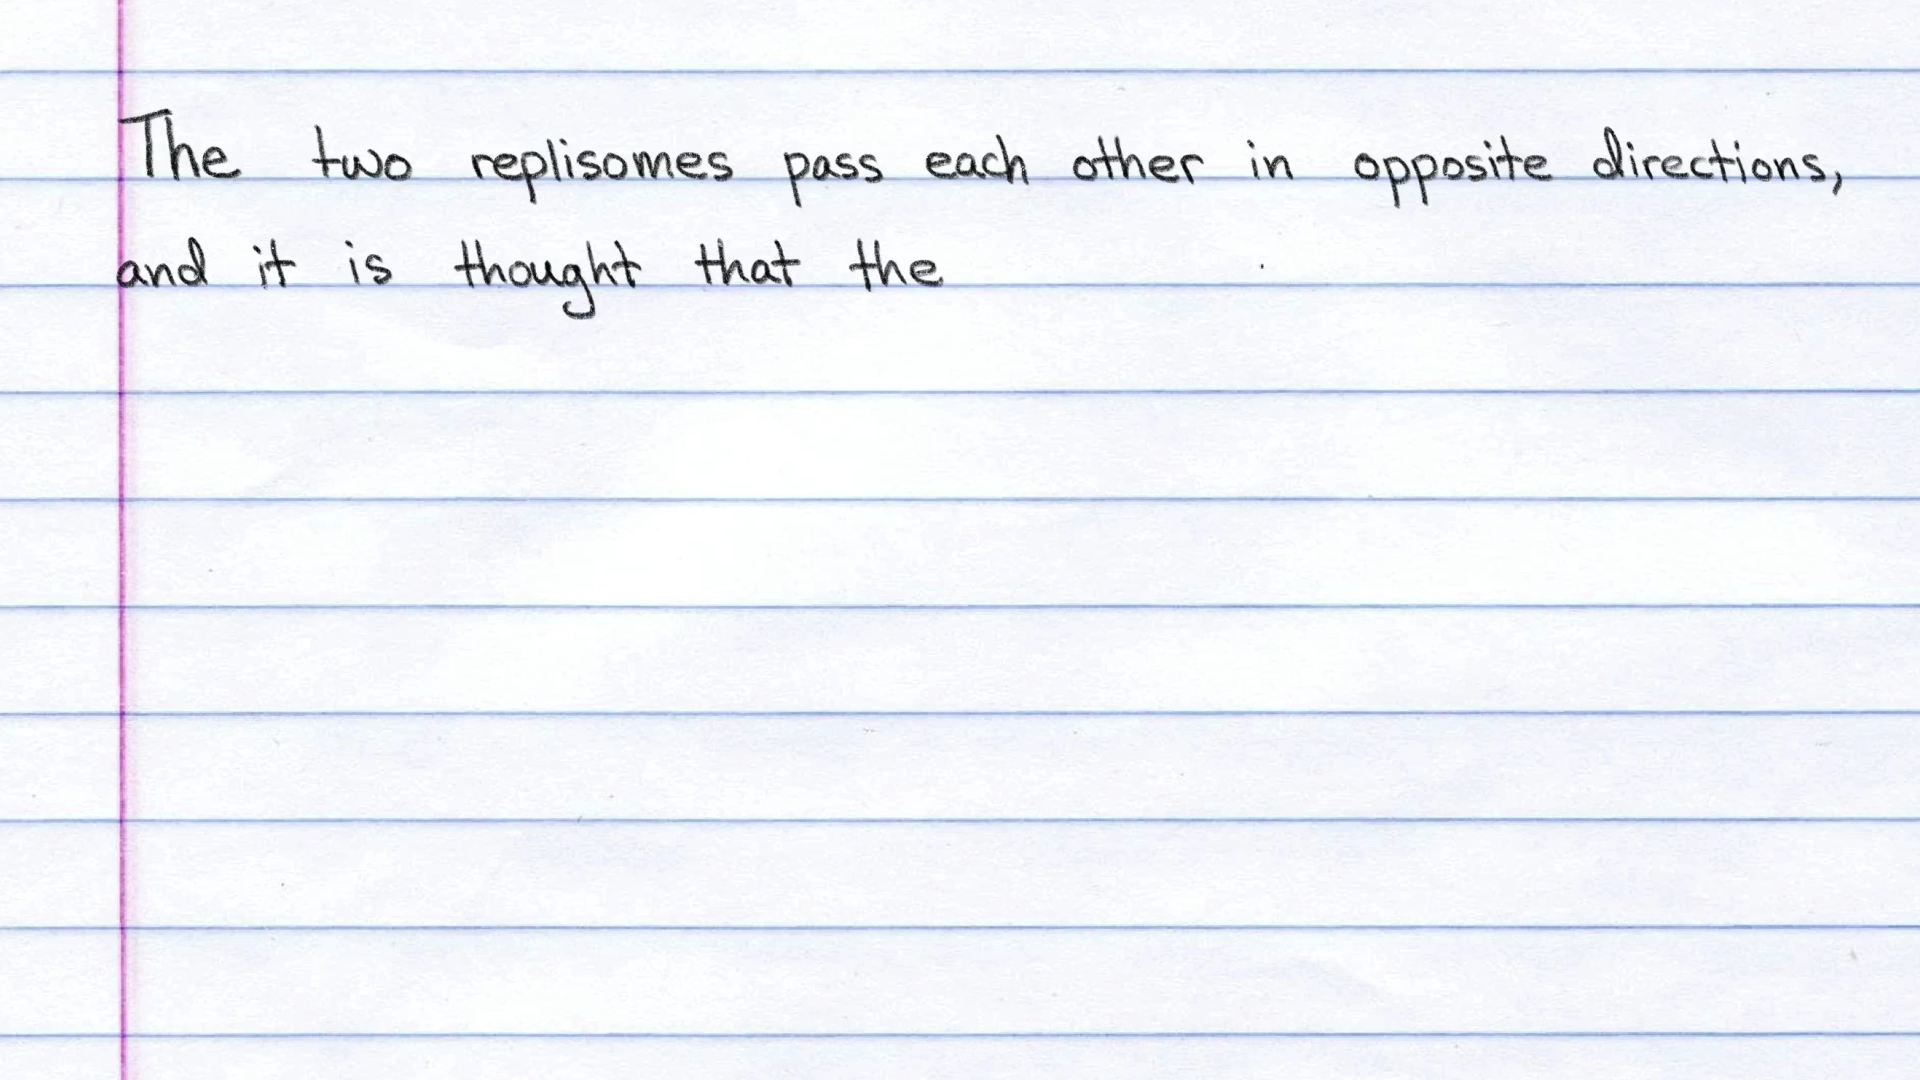 The two replisomes pass each other in opposite directions,
and it is thought that the